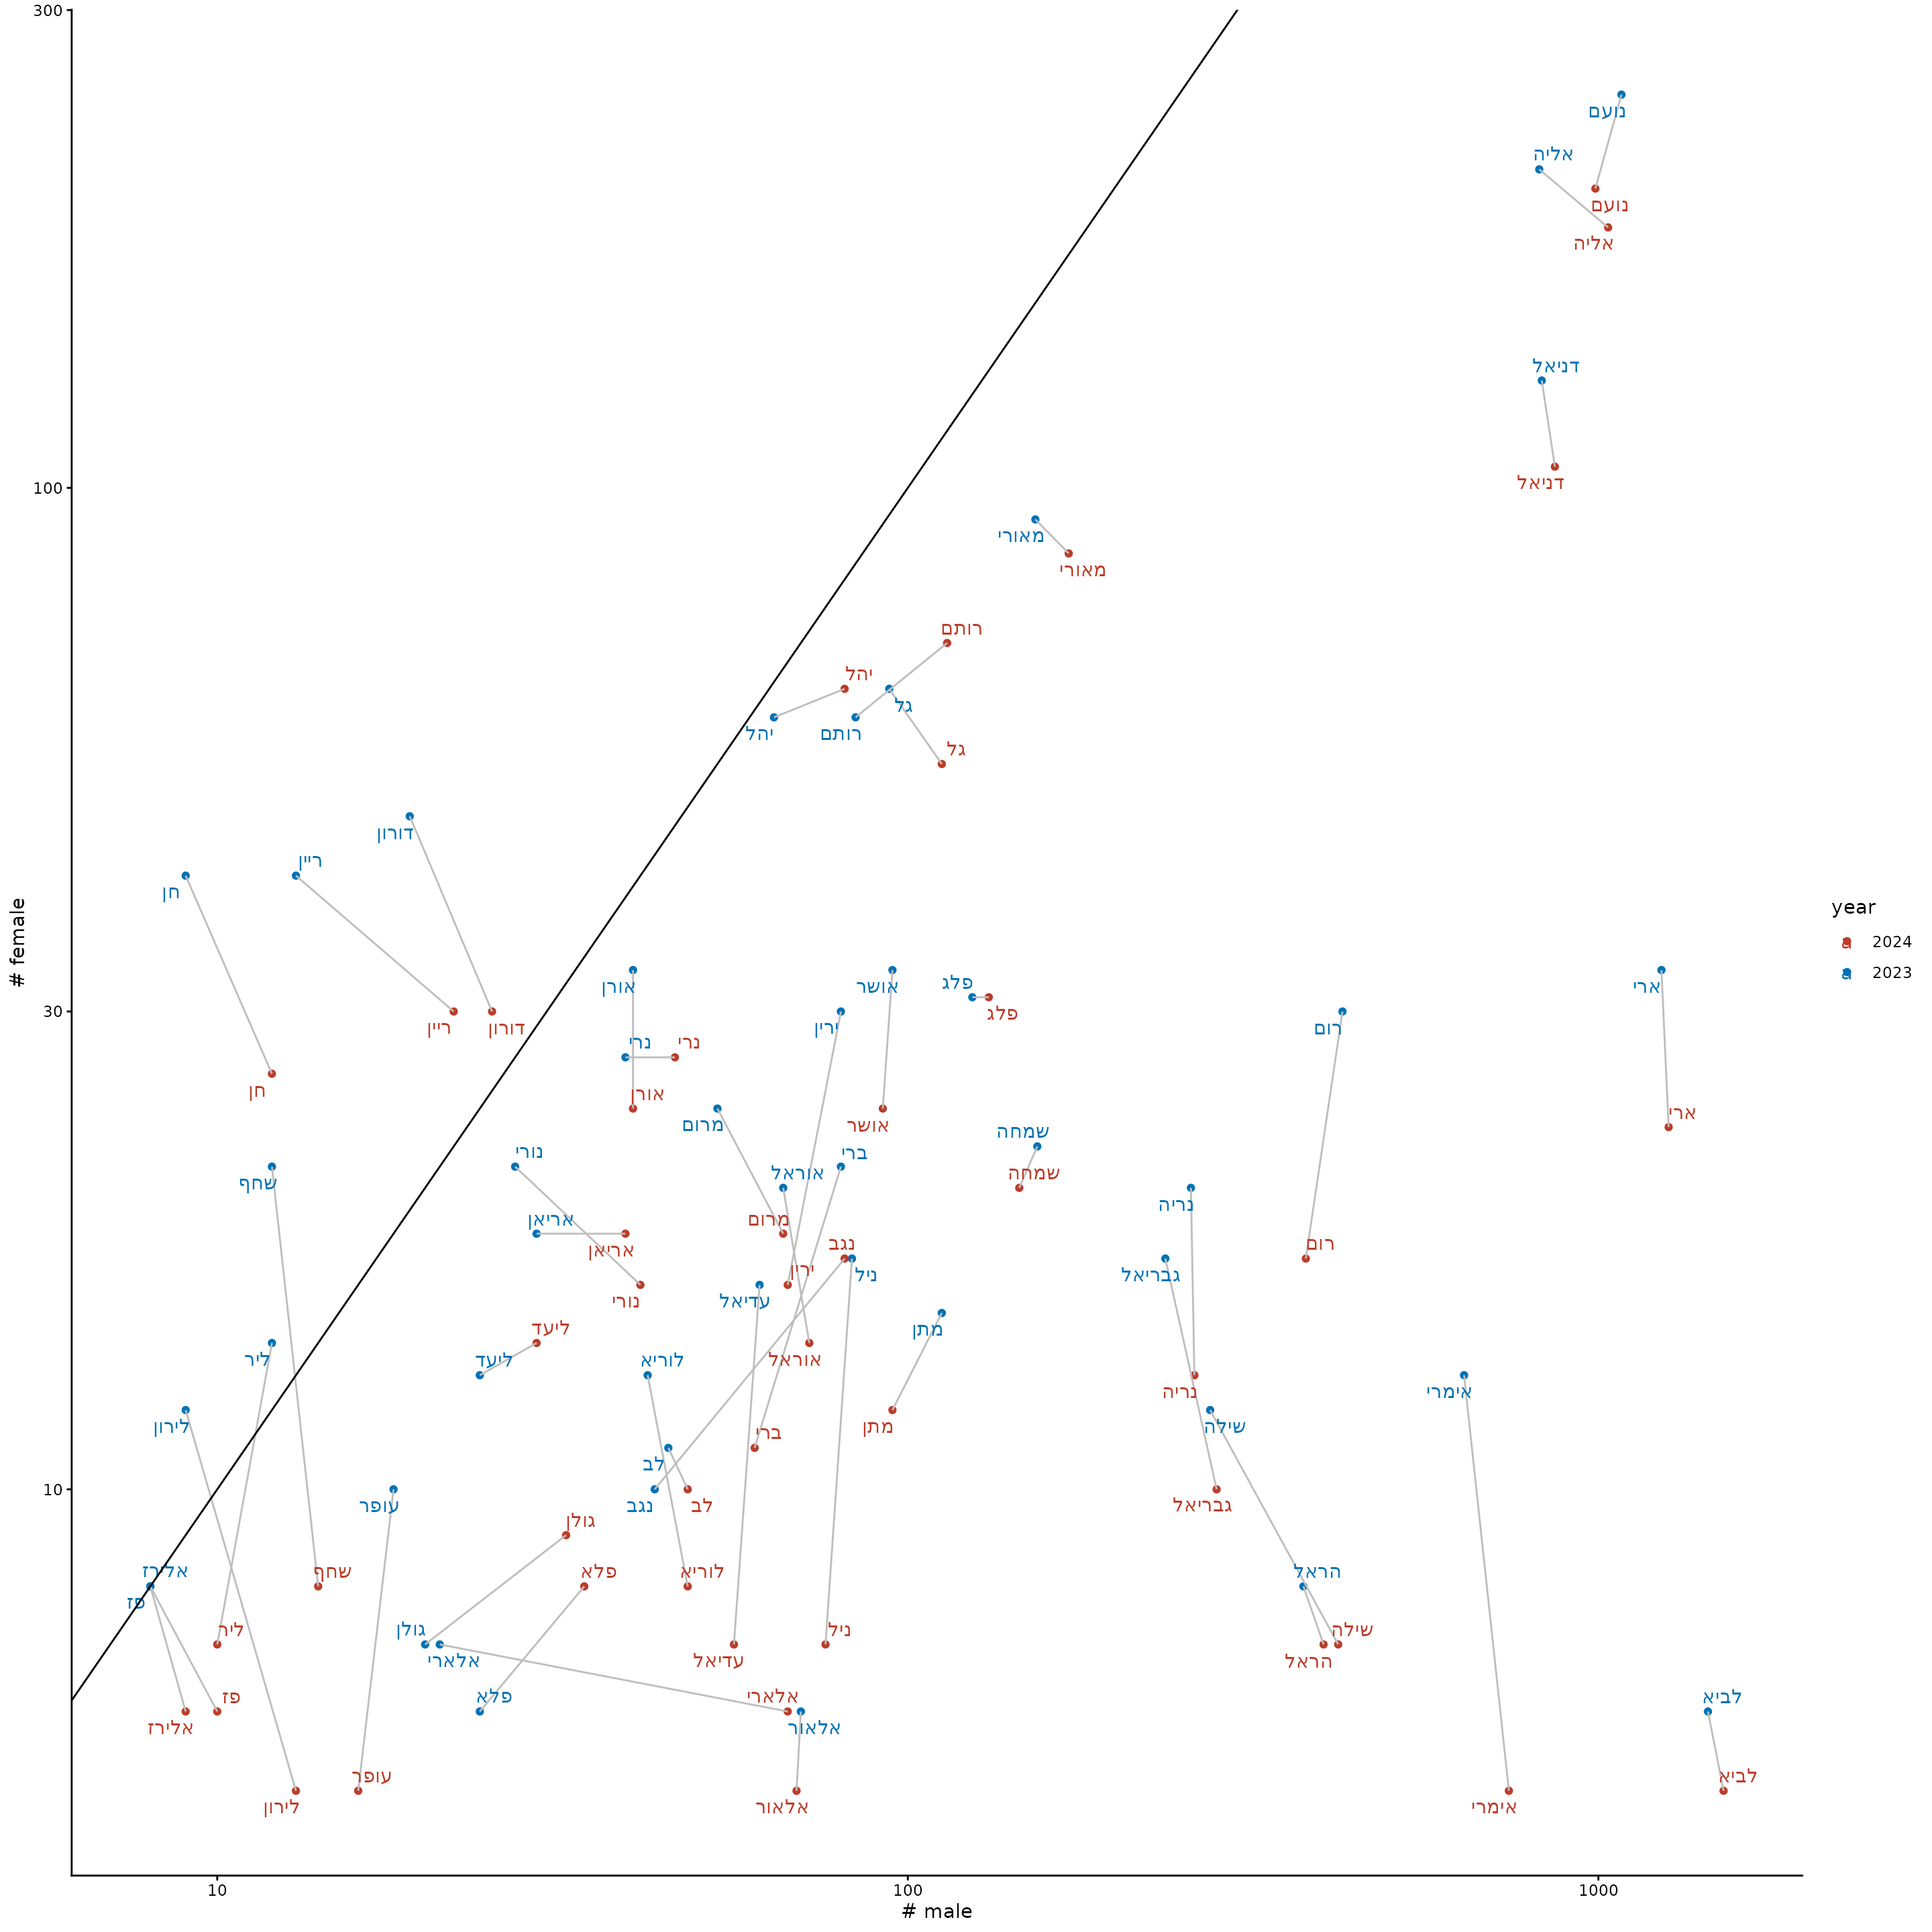 300
נועם
אליה
נועם
אליה
דניאל
100
דניאל
מאורי
מאורי
רותם
יהל
גל
יהל
רותם
גל
דורון
ריין
חן
# female
year
2024
2023
פלג
ארי
אורן
אושר
30
פלג
ריין
דורון
ירין
רום
נרי
נרי
חן
אורן
ארי
מרום
אושר
שמחה
נורי
ברי
שחף
אוראל
שמחה
נריה
אריאן
מרום
אריאן
נגב
רום
ירין
ניל
גבריאל
נורי
עדיאל
ליעד
מתן
ליר
ליעד
לוריא
אוראל
נריה
אימרי
לירון
ברי
מתן
שילה
לב
10
עופר
נגב
לב
גבריאל
גולן
אלירז
שחף
פלא
לוריא
הראל
פז
ליר
גולן
ניל
שילה
אלארי
עדיאל
הראל
פז
פלא
אלארי
לביא
אלירז
אלאור
עופר
לביא
לירון
אלאור
אימרי
10
100
1000
# male